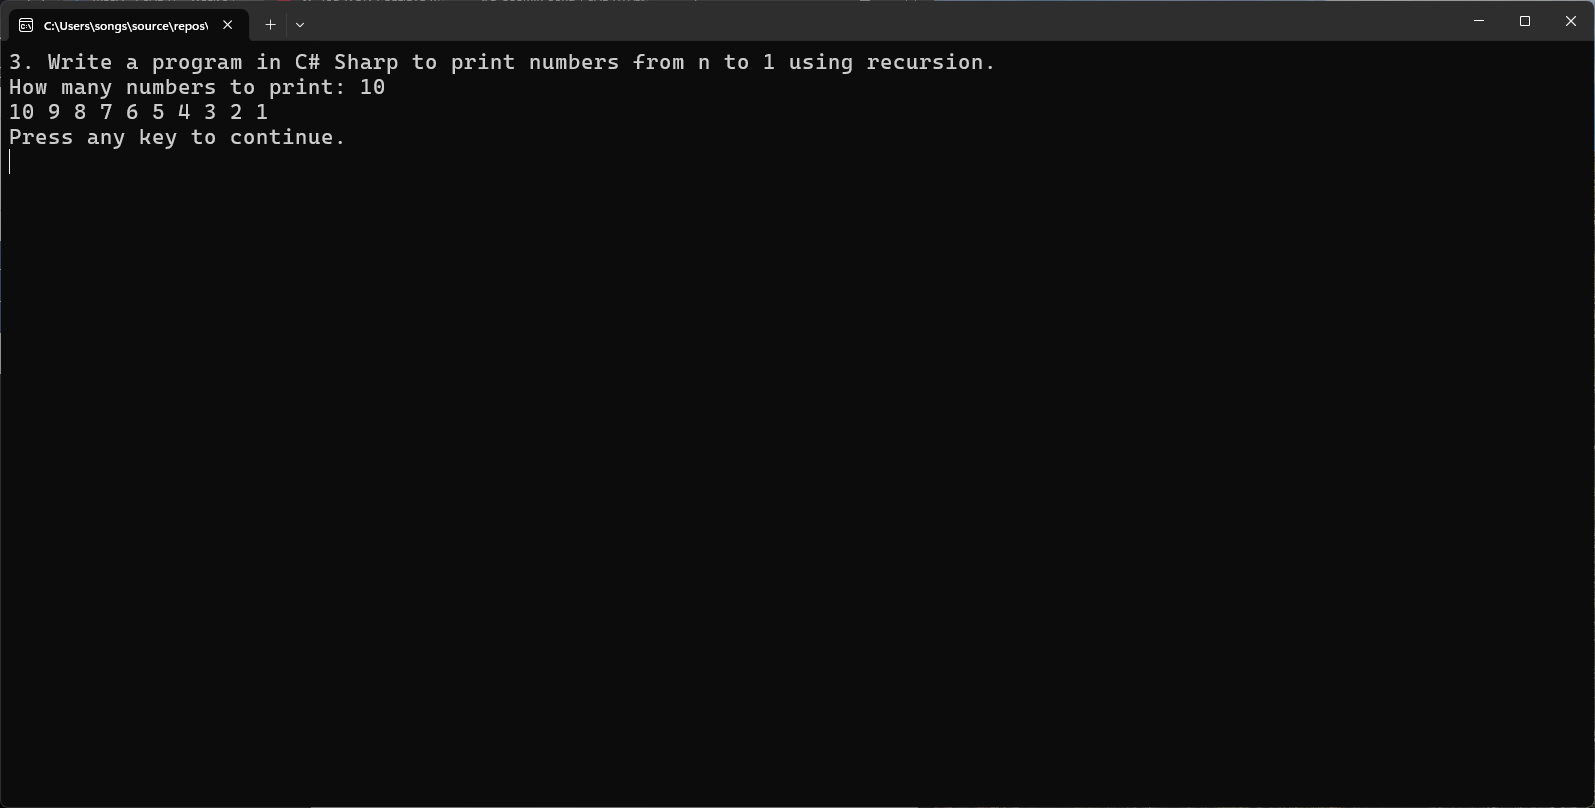 C:\Users\songs\source\repos\
3. Write a program in C# Sharp to print numbers from n to 1 using recursion.
How many numbers to print: 10
10 9 8 7 6 5 4 3 2 1
Press any key to continue.